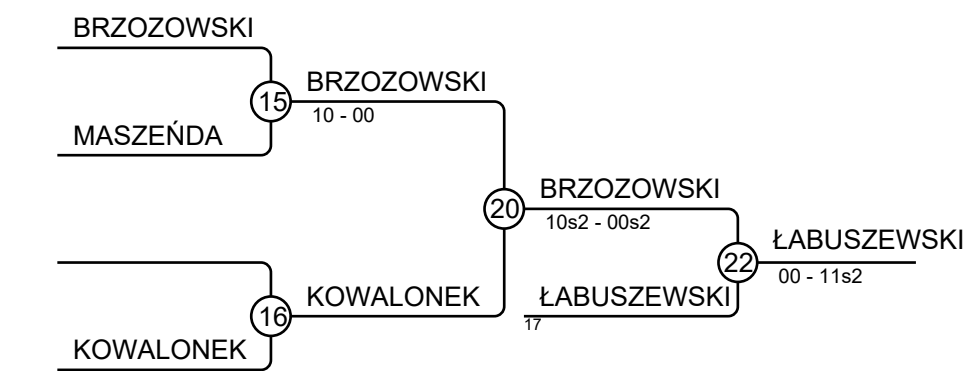 BRZOZOWSKI
15
BRZOZOWSKI
10 - 00
MASZEŃDA
20
BRZOZOWSKI
10s2 - 00s2
22
ŁABUSZEWSKI
00 - 11s2
16
KOWALONEK
ŁABUSZEWSKI
17
KOWALONEK